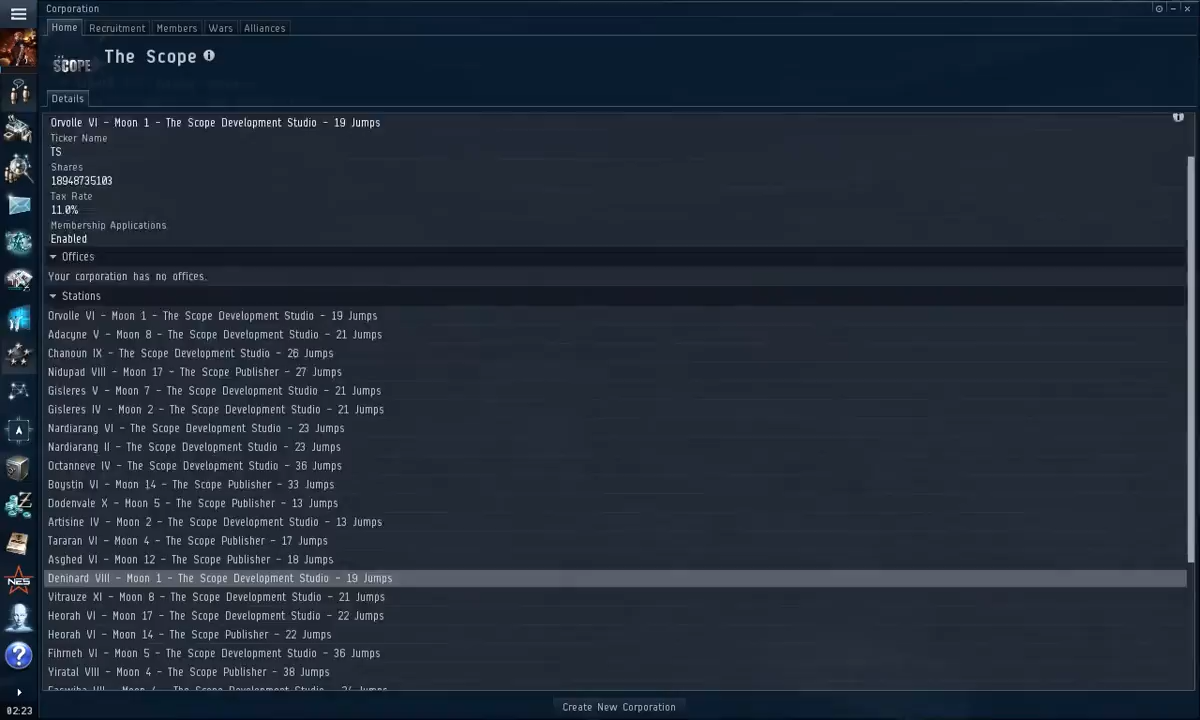 Corporation
Home Recruitment Members Wars Alliances
SCOPE
The Scope
Details
Orvolle VI - Moon 1 - The Scope Development Studio - 19 Jumps
Ticker Name
TS
Shares
18948735103
Tax Rate
11.0%
Membership Applications
Enabled
Offices
Your corporation has no offices.
Stations
Orvolle VI - Moon 1 - The Scope Development Studio - 19 Jumps
Adacyne V - Moon 8 - The Scope Development Studio - 21 Jumps
Chanoun IX - The Scope Development Studio - 26 Jumps
Nidupad VIII - Moon 17 - The Scope Publisher - 27 Jumps
Gisleres V - Moon 7 - The Scope Development Studio - 21 Jumps
Gisleres IV - Moon 2 - The Scope Development Studio - 21 Jumps
Nardiarang VI - The Scope Development Studio - 23 Jumps
Nardiarang II - The Scope Development Studio - 23 Jumps
Octanneve IV - The Scope Development Studio - 36 Jumps
Boystin VI - Moon 14 - The Scope Publisher - 33 Jumps
Dodenvale X - Moon 5 - The Scope Publisher - 13 Jumps
Artisine IV - Moon 2 - The Scope Development Studio - 13 Jumps
Tararan VI - Moon 4 - The Scope Publisher - 17 Jumps
Asghed VI - Moon 12 - The Scope Publisher - 18 Jumps
Deninard VIII - Moon 1 - The Scope Development Studio - 19 Jumps
Vitrauze XI - Moon 8 - The Scope Development Studio - 21 Jumps
Heorah VI - Moon 17 - The Scope Development Studio - 22 Jumps
Heorah VI - Moon 14 - The Scope Publisher - 22 Jumps
Fihrneh VI - Moon 5 - The Scope Development Studio - 36 Jumps
Yiratal VIII - Moon 4 - The Scope Publisher - 38 Jumps
NES
02:23
Create New Corporation